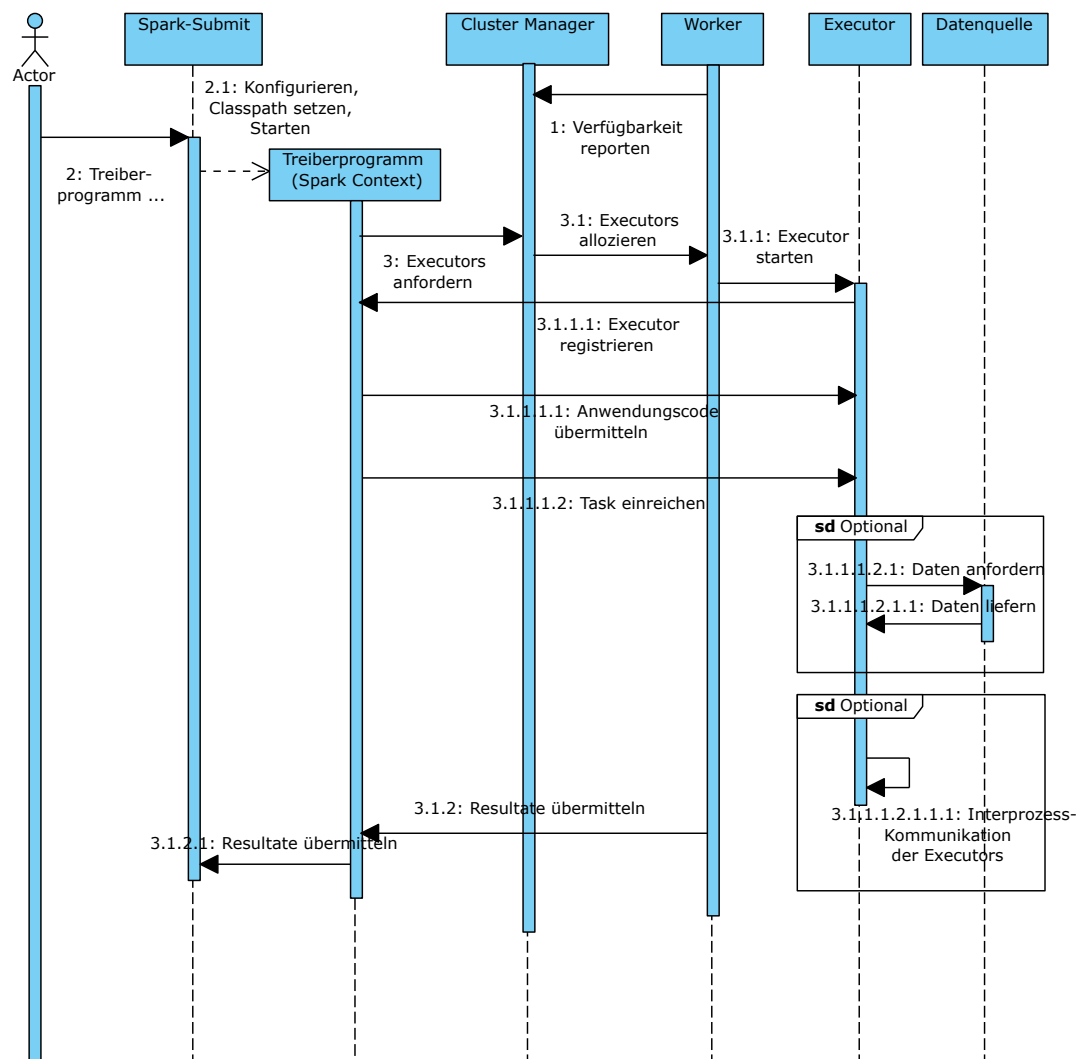 Spark-Submit
Cluster Manager
Worker
Executor
Datenquelle
Actor
2.1: Konfigurieren,
Classpath setzen,
Starten
1: Verfügbarkeit
reporten
Treiberprogramm
(Spark Context)
2: Treiber-
programm ...
3.1: Executors
allozieren
3.1.1: Executor
starten
3: Executors
anfordern
3.1.1.1: Executor
registrieren
3.1.1.1.1: Anwendungscode
übermitteln
3.1.1.1.2: Task einreichen
sd Optional
3.1.1.1.2.1: Daten anfordern
3.1.1.1.2.1.1: Daten liefern
sd Optional
3.1.1.1.2.1.1.1: Interprozess-
Kommunikation
der Executors
3.1.2: Resultate übermitteln
3.1.2.1: Resultate übermitteln